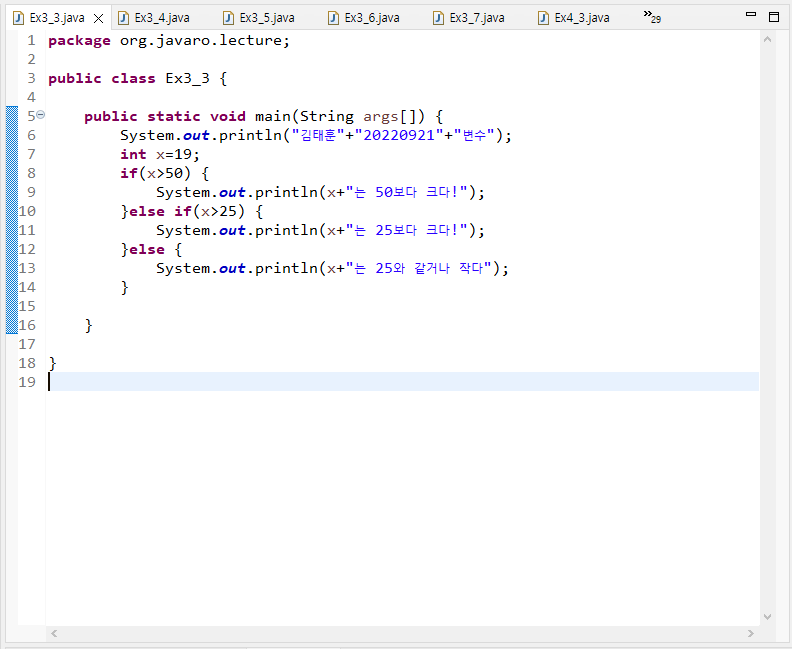 Ex3_3.java Ex3_4.java Ex3_5.java Ex3_6.java Ex3_7.java Ex4_3.java »29
1 package org.javaro.lecture;
2
3 public class Ex3_3 {
4
5 public static void main(String args[]) {
6 System.out.println("김태훈"+"20220921"+"변수");
7 int x=19;
8 if(x>50) {
9 System.out.println(x+"는 50보다 크다!");
10 }else if(x>25) {
11 System.out.println(x+"는 25보다 크다!");
12 }else {
13 System.out.println(x+"는 25와 같거나 작다");
14 }
15
16 }
17
18 }
19